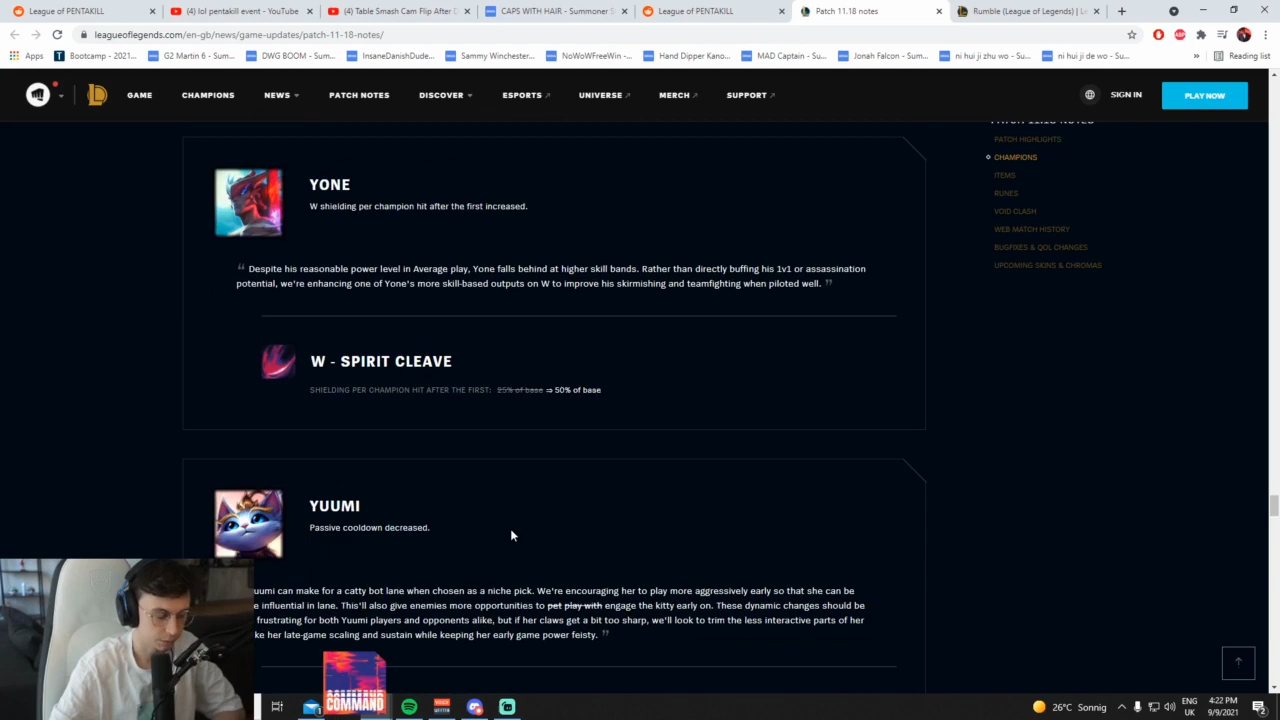 League of PENTAKILL
(4) lol pentakill event - YouTube
(4) Table Smash Cam Flip After D
CAPS WITH HAIR - Summoner S
League of PENTAKILL
Patch 11.18 notes
Rumble (League of Legends) | Le
leagueoflegends.com/en-gb/news/game-updates/patch-11-18-notes/
Apps
Bootcamp - 2021...
G2 Martin 6 - Sum...
DWG BOOM - Sum...
InsaneDanishDude...
Sammy Winchester...
NoWoWFreeWin -...
Hand Dipper Kano...
MAD Captain - Su...
Jonah Falcon - Sum...
ni hui ji zhu wo - Su...
ni hui ji de wo - Su...
»
Reading list
GAME
CHAMPIONS
NEWS
PATCH NOTES
DISCOVER
ESPORTS
UNIVERSE
MERCH
SUPPORT
SIGN IN
PLAY NOW
PATCH 11.18 NOTES
PATCH HIGHLIGHTS
CHAMPIONS
ITEMS
RUNES
VOID CLASH
WEB MATCH HISTORY
BUGFIXES & QOL CHANGES
UPCOMING SKINS & CHROMAS
YONE
W shielding per champion hit after the first increased.
" Despite his reasonable power level in Average play, Yone falls behind at higher skill bands. Rather than directly buffing his 1v1 or assassination
potential, we're enhancing one of Yone's more skill-based outputs on W to improve his skirmishing and teamfighting when piloted well. "
W - SPIRIT CLEAVE
SHIELDING PER CHAMPION HIT AFTER THE FIRST: 25% of base ⇒ 50% of base
YUUMI
Passive cooldown decreased.
uumi can make for a catty bot lane when chosen as a niche pick. We're encouraging her to play more aggressively early so that she can be
e influential in lane. This'll also give enemies more opportunities to pet play with engage the kitty early on. These dynamic changes should be
frustrating for both Yuumi players and opponents alike, but if her claws get a bit too sharp, we'll look to trim the less interactive parts of her
ke her late-game scaling and sustain while keeping her early game power feisty. "
COMMAND
26°C Sonnig
ENG
UK
4:22 PM
9/9/2021